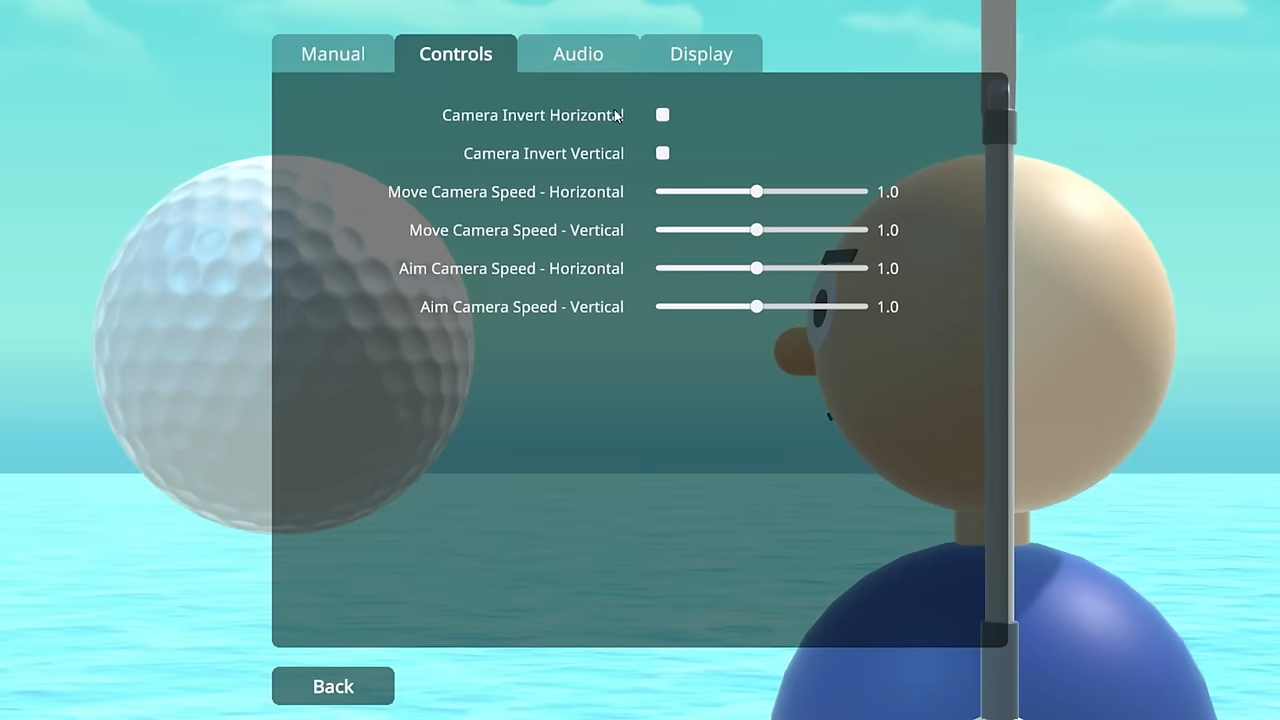 Manual Controls Audio Display
Camera Invert Horizontal
Camera Invert Vertical
Move Camera Speed - Horizontal 1.0
Move Camera Speed - Vertical 1.0
Aim Camera Speed - Horizontal 1.0
Aim Camera Speed - Vertical 1.0
Back